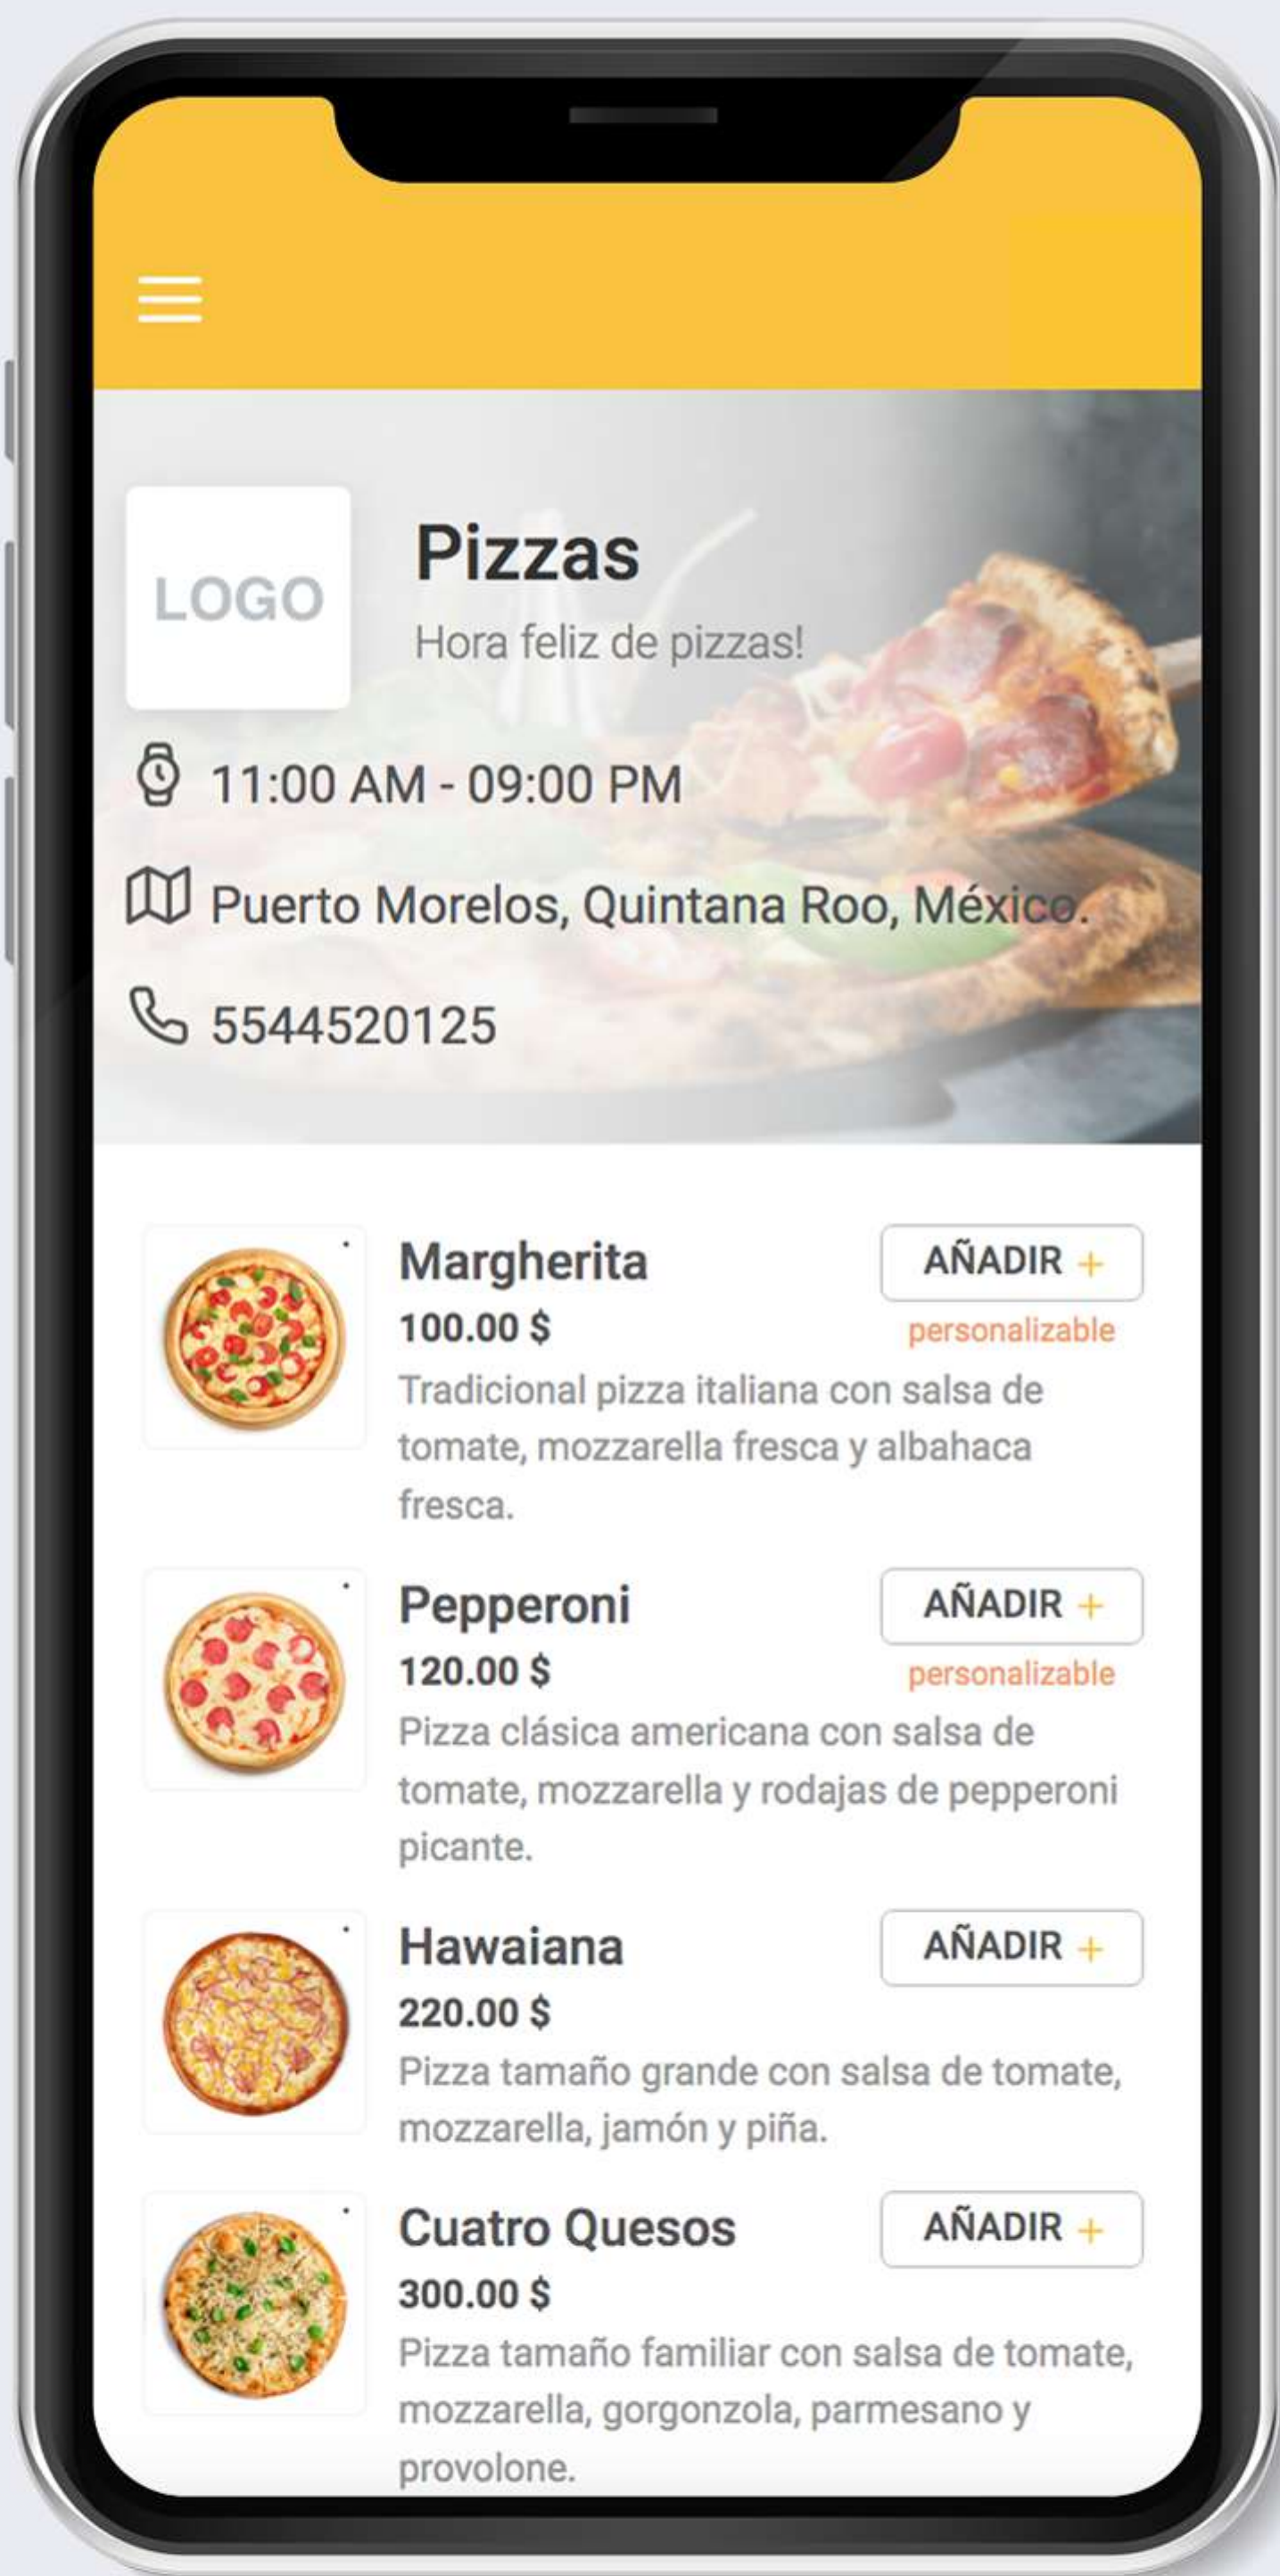 LOGO
Pizzas
Hora feliz de pizzas!
11:00 AM - 09:00 PM
Puerto Morelos, Quintana Roo, México.
5544520125
Margherita
AÑADIR +
100.00 $
personalizable
Tradicional pizza italiana con salsa de
tomate, mozzarella fresca y albahaca
fresca.
Pepperoni
AÑADIR +
120.00 $
personalizable
Pizza clásica americana con salsa de
tomate, mozzarella y rodajas de pepperoni
picante.
Hawaiana
AÑADIR +
220.00 $
Pizza tamaño grande con salsa de tomate,
mozzarella, jamón y piña.
Cuatro Quesos
AÑADIR +
300.00 $
Pizza tamaño familiar con salsa de tomate,
mozzarella, gorgonzola, parmesano y
provolone.